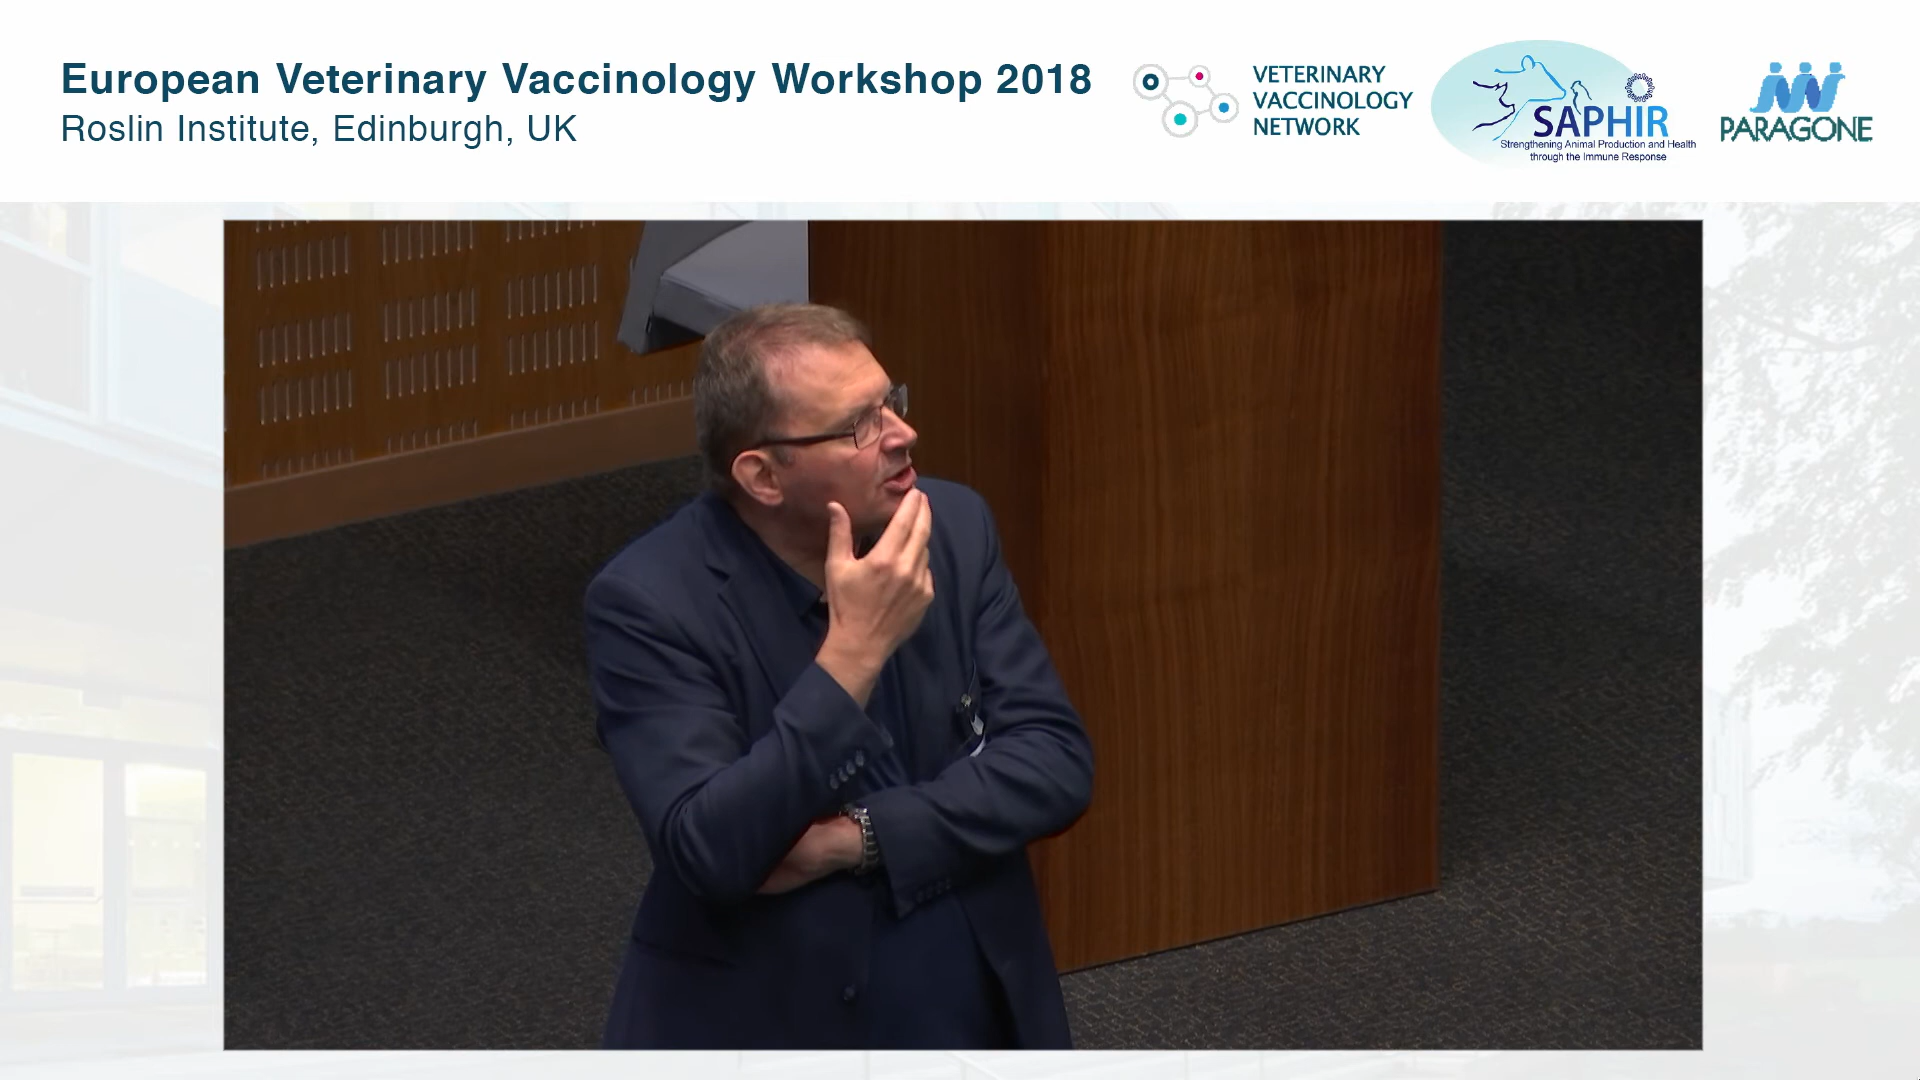 European Veterinary Vaccinology Workshop 2018
Roslin Institute, Edinburgh, UK
VETERINARY
VACCINOLOGY
NETWORK
SAPHIR
Strengthening Animal Production and Health
through the Immune Response
PARAGONE